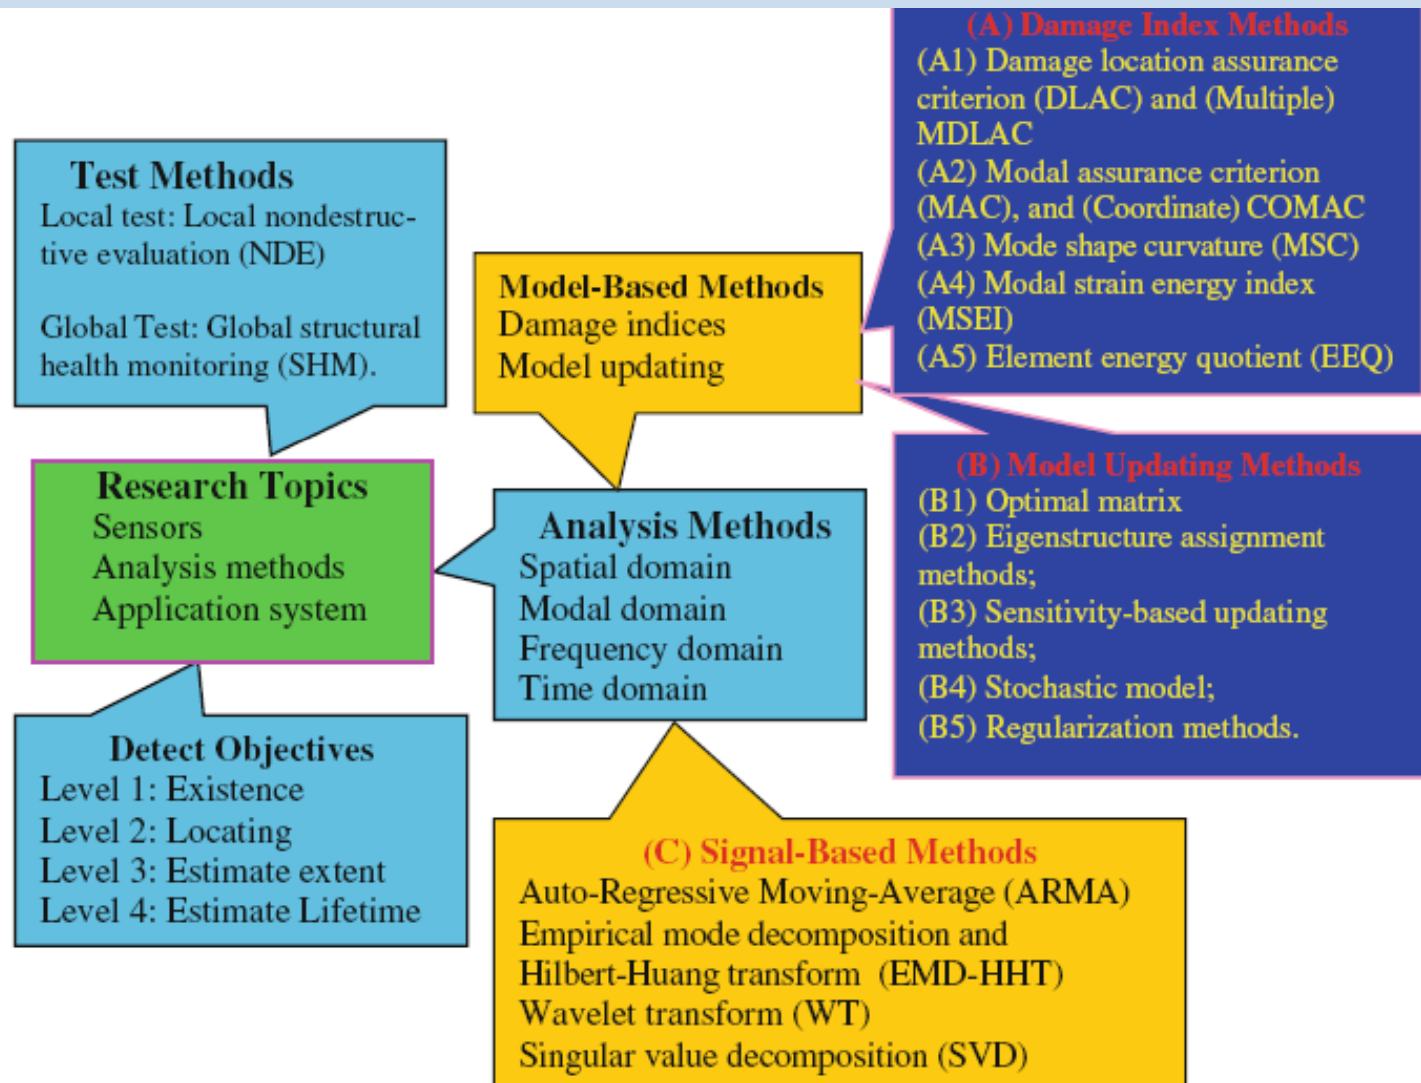 Test Methods
Local test: Local nondestruc-
tive evaluation (NDE)
Global Test: Global structural
health monitoring (SHM).
Research Topics
Sensors
Analysis methods
Application system
Detect Objectives
Level 1: Existence
Level 2: Locating
Level 3: Estimate extent
Level 4: Estimate Lifetime
Model-Based Methods
Damage indices
Model updating
Analysis Methods
Spatial domain
Modal domain
Frequency domain
Time domain
(C) Signal-Based Methods
Auto-Regressive Moving-Average (ARMA)
Empirical mode decomposition and
Hilbert-Huang transform (EMD-HHT)
Wavelet transform (WT)
Singular value decomposition (SVD)
(A) Damage Index Methods
(A1) Damage location assurance
criterion (DLAC) and (Multiple)
MDLAC
(A2) Modal assurance criterion
(MAC), and (Coordinate) COMAC
(A3) Mode shape curvature (MSC)
(A4) Modal strain energy index
(MSEI)
(A5) Element energy quotient (EEQ)
(B) Model Updating Methods
(B1) Optimal matrix
(B2) Eigenstructure assignment
methods;
(B3) Sensitivity-based updating
methods;
(B4) Stochastic model;
(B5) Regularization methods.